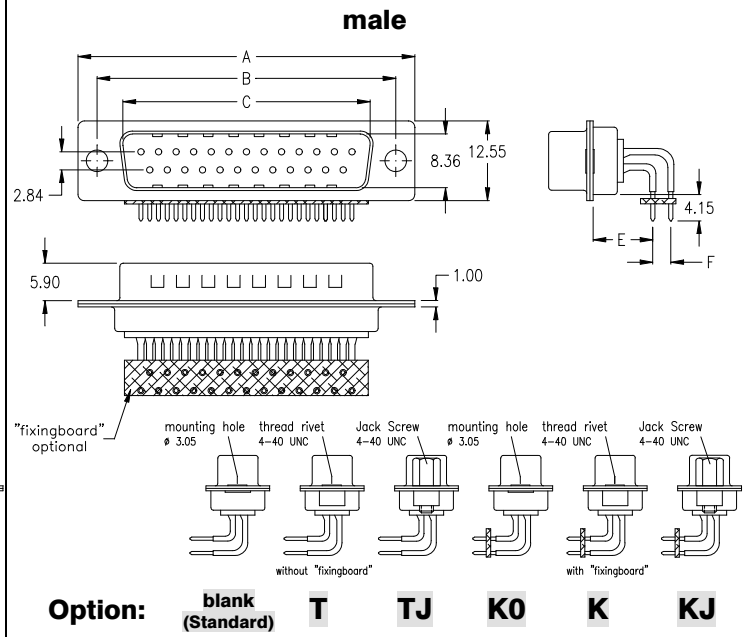 male
A
B
C
2.84
8.36
12.55
4.15
E
F
5.90
1.00
"fixingboard"
optional
mounting hole
ø 3.05
thread rivet
4-40 UNC
Jack Screw
4-40 UNC
mounting hole
ø 3.05
thread rivet
4-40 UNC
Jack Screw
4-40 UNC
without "fixingboard"
with "fixingboard"
Option:
blank
(Standard)
T
TJ
K0
K
KJ